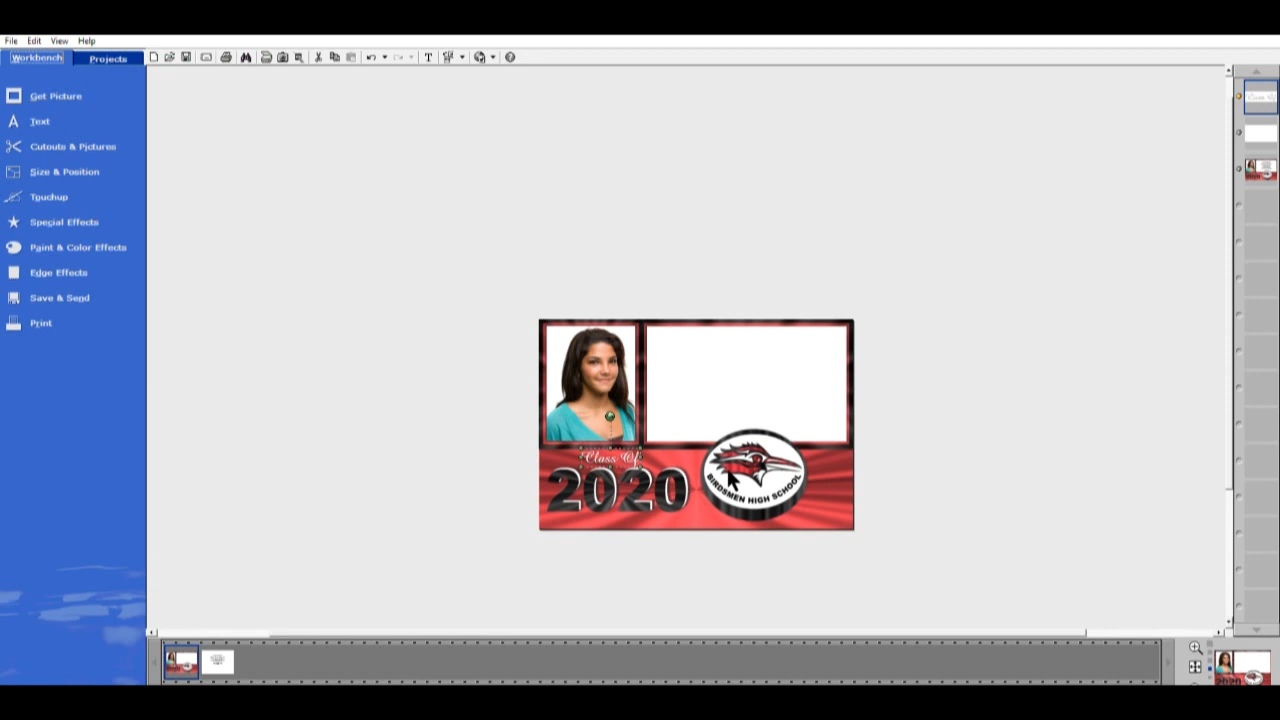 File Edit View Help
Workbench Projects
Get Picture
Text
Cutouts & Pictures
Size & Position
Touchup
Special Effects
Paint & Color Effects
Edge Effects
Save & Send
Print
Class Of
2020
BIRDSMEN HIGH SCHOOL